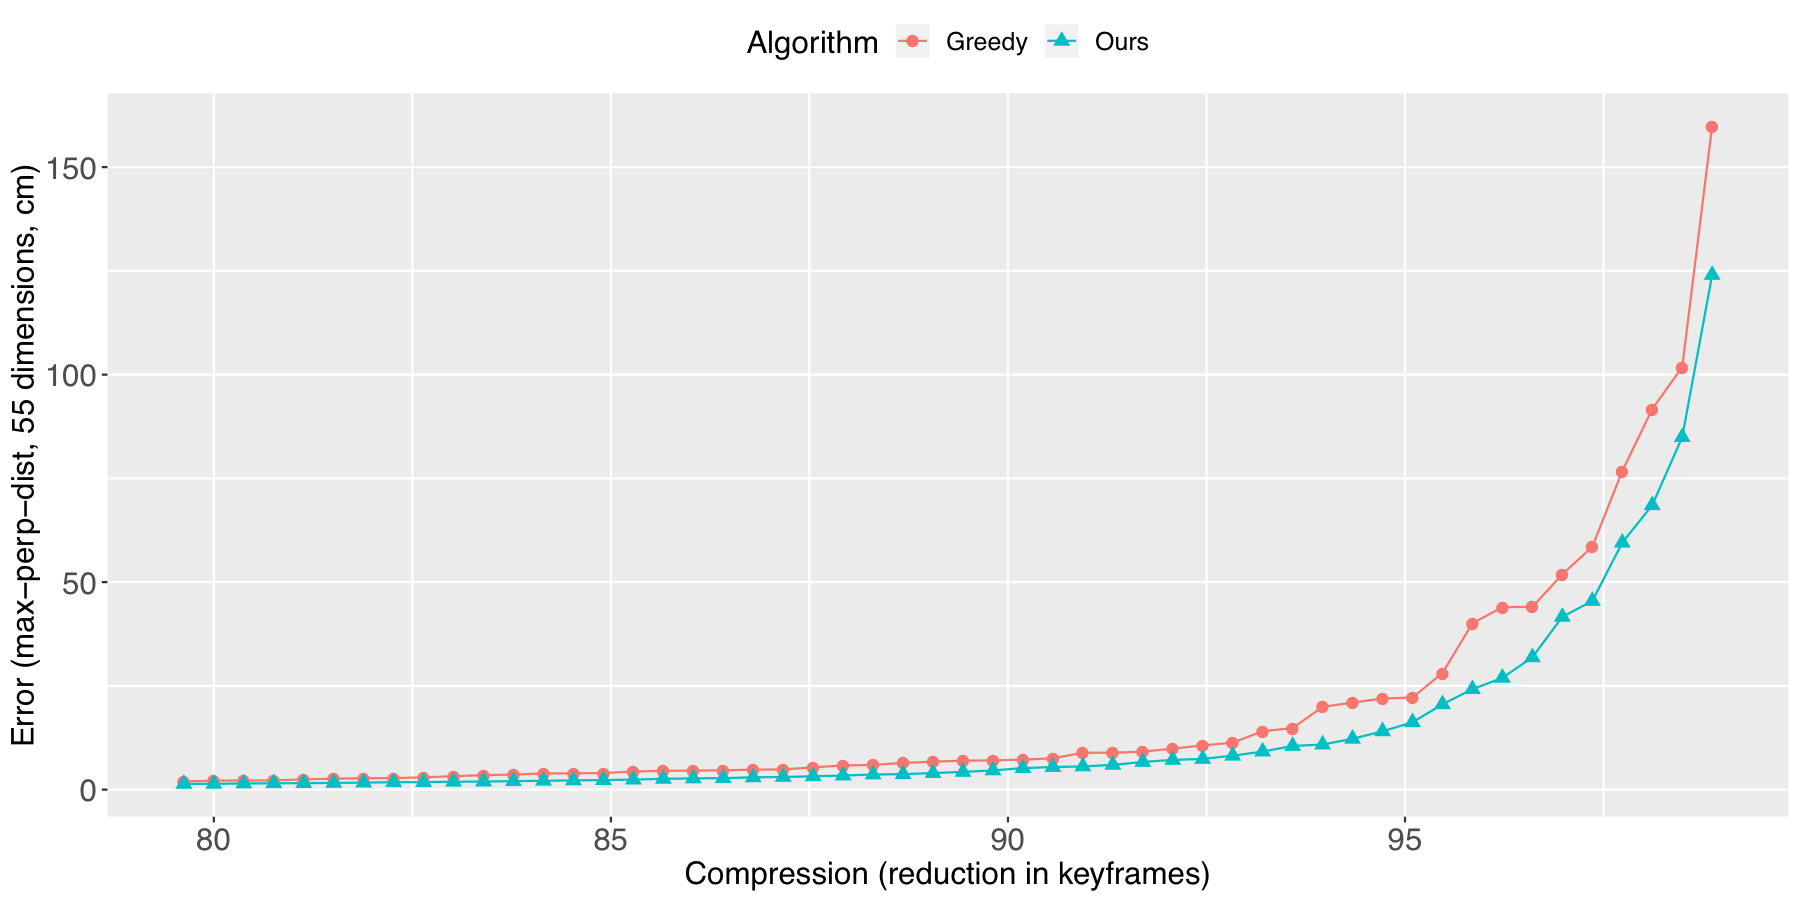 Algorithm Greedy Ours
Error (max−perp−dist, 55 dimensions, cm)
150
100
50
0
80 85 90 95
Compression (reduction in keyframes)